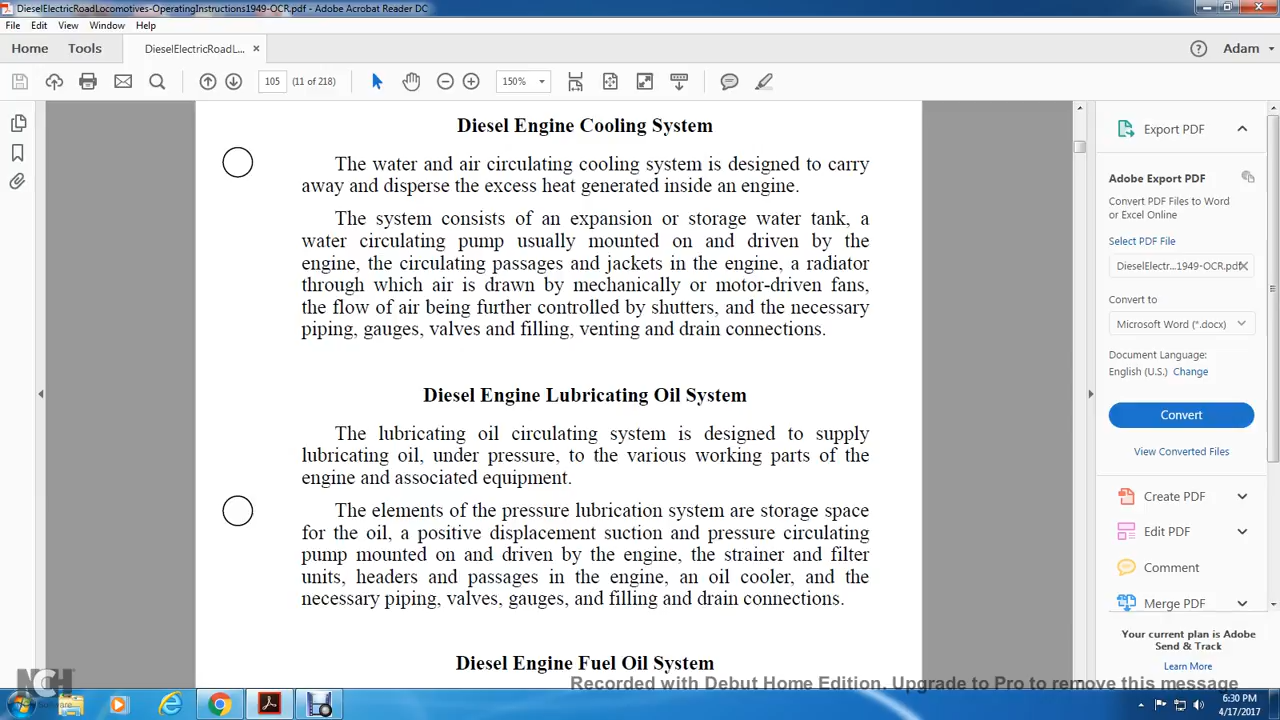 DieselElectricRoadLocomotives-OperatingInstructions1949-OCR.pdf - Adobe Acrobat Reader DC
File Edit View Window Help
Home Tools DieselElectricRoadL... × Adam
105 (11 of 218) 150%
Diesel Engine Cooling System
The water and air circulating cooling system is designed to carry
away and disperse the excess heat generated inside an engine.
The system consists of an expansion or storage water tank, a
water circulating pump usually mounted on and driven by the
engine, the circulating passages and jackets in the engine, a radiator
through which air is drawn by mechanically or motor-driven fans,
the flow of air being further controlled by shutters, and the necessary
piping, gauges, valves and filling, venting and drain connections.
Diesel Engine Lubricating Oil System
The lubricating oil circulating system is designed to supply
lubricating oil, under pressure, to the various working parts of the
engine and associated equipment.
The elements of the pressure lubrication system are storage space
for the oil, a positive displacement suction and pressure circulating
pump mounted on and driven by the engine, the strainer and filter
units, headers and passages in the engine, an oil cooler, and the
necessary piping, valves, gauges, and filling and drain connections.
Diesel Engine Fuel Oil System
Export PDF
Adobe Export PDF
Convert PDF Files to Word
or Excel Online
Select PDF File
DieselElectr...1949-OCR.pdf
Convert to
Microsoft Word (*.docx)
Document Language:
English (U.S.) Change
Convert
View Converted Files
Create PDF
Edit PDF
Comment
Merge PDF
Your current plan is Adobe
Send & Track
Learn More
NCH
Software
Recorded with Debut Home Edition. Upgrade to Pro to remove this message
6:30 PM
4/17/2017